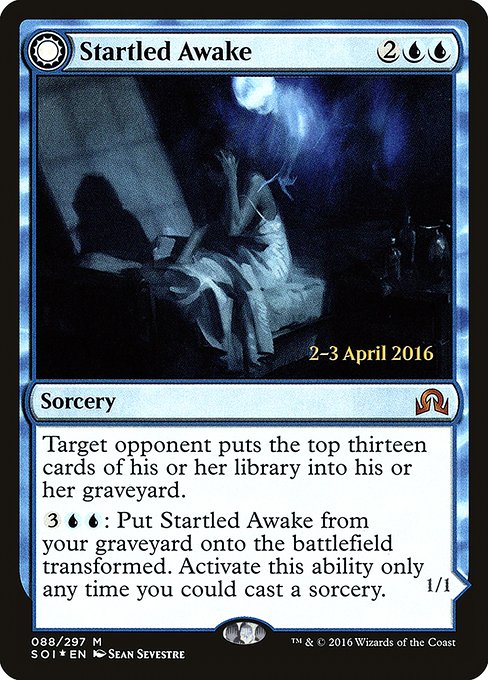 Startled Awake 2
2–3 April 2016
Sorcery
Target opponent puts the top thirteen
cards of his or her library into his or
her graveyard.
3 : Put Startled Awake from
your graveyard onto the battlefield
transformed. Activate this ability only
any time you could cast a sorcery.
1/1
088/297 M
SOI ★ EN Sean Sevestre
™ & © 2016 Wizards of the Coast